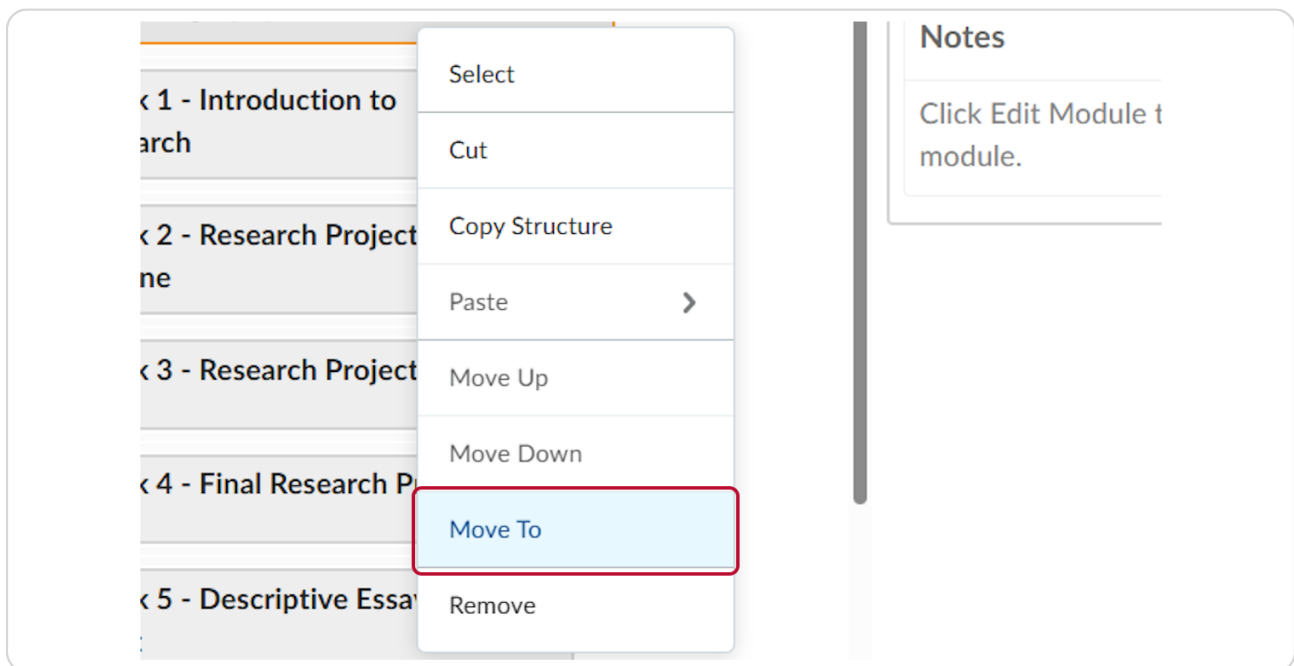 k 1 - Introduction to
arch
k 2 - Research Project
ne
k 3 - Research Project
k 4 - Final Research P
k 5 - Descriptive Essay
Select
Cut
Copy Structure
Paste
Move Up
Move Down
Move To
Remove
Notes
Click Edit Module t
module.